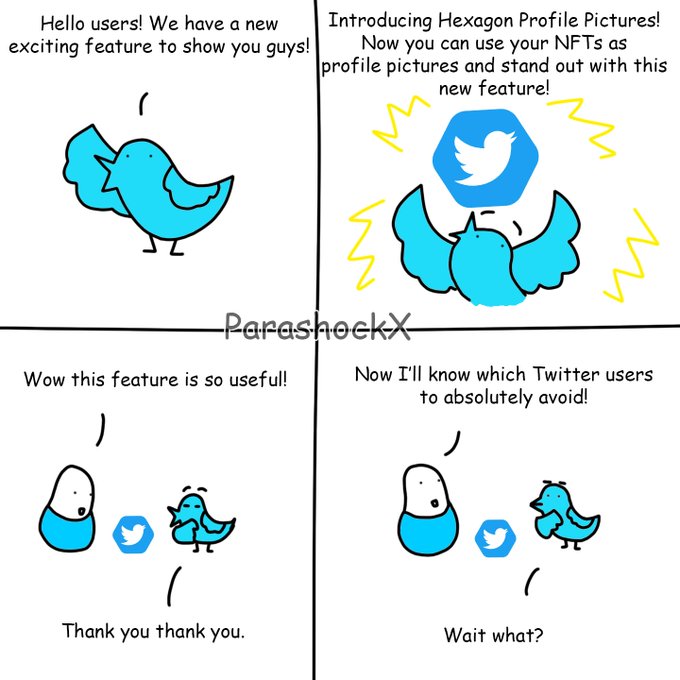 Hello users! We have a new
exciting feature to show you guys!
Introducing Hexagon Profile Pictures!
Now you can use your NFTs as
profile pictures and stand out with this
new feature!
ParashockX
Wow this feature is so useful!
Thank you thank you.
Now I'll know which Twitter users
to absolutely avoid!
Wait what?